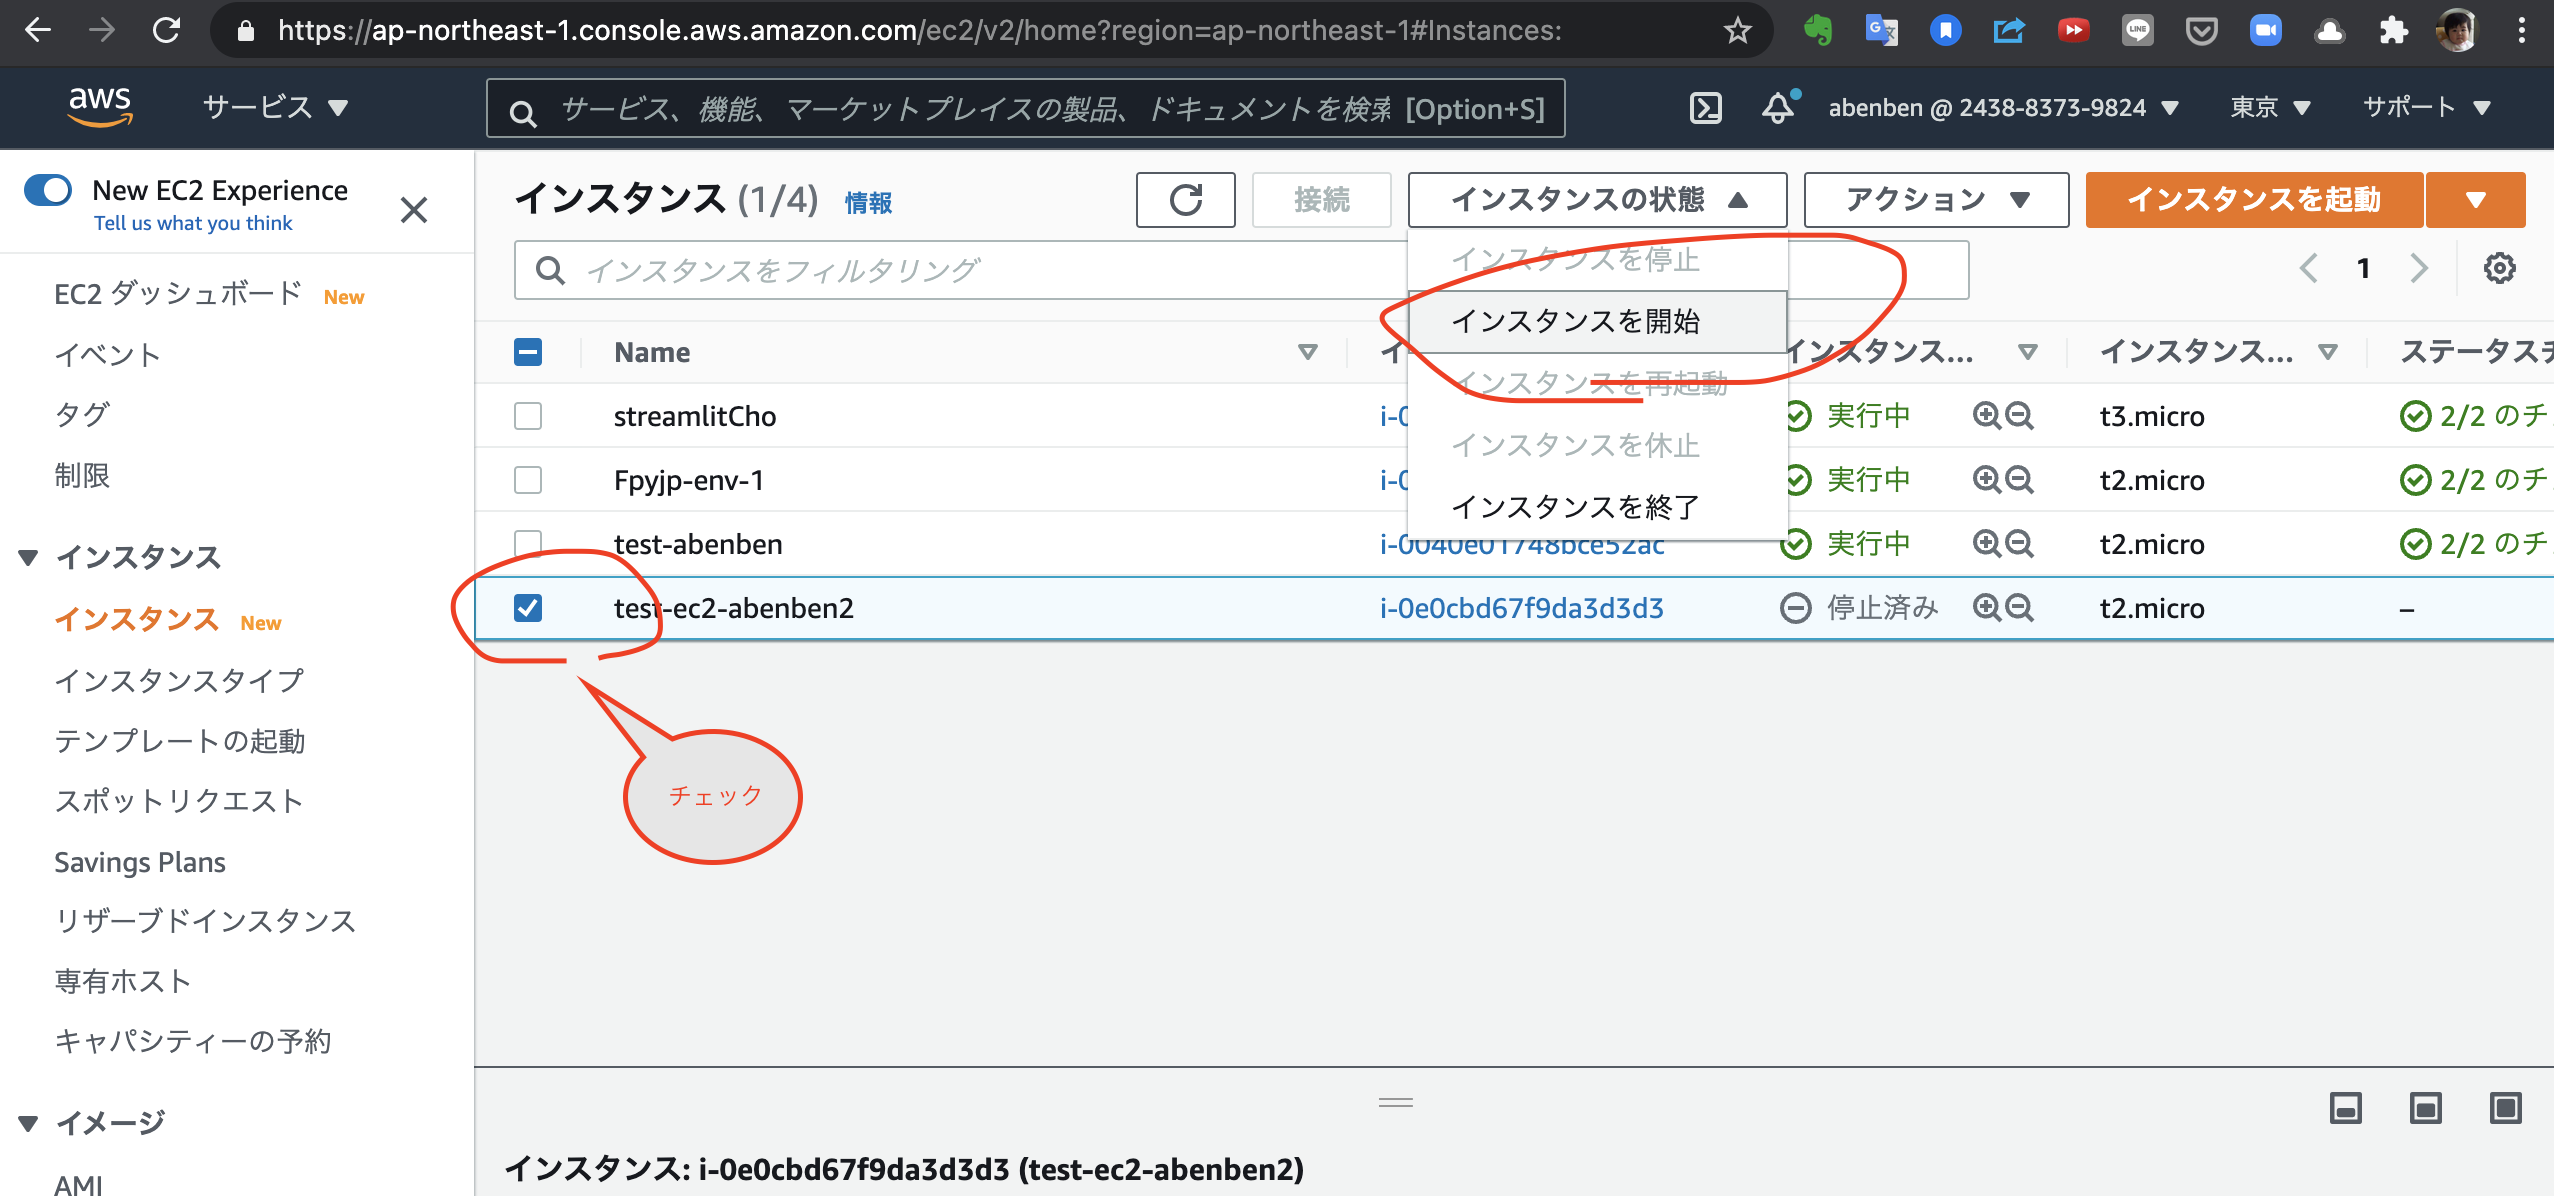 https://ap-northeast-1.console.aws.amazon.com/ec2/v2/home?region=ap-northeast-1#Instances:
aws サービス サービス、機能、マーケットプレイスの製品、ドキュメントを検索 [Option+S] abenben @ 2438-8373-9824 東京 サポート
New EC2 Experience
Tell us what you think
EC2 ダッシュボード New
イベント
タグ
制限
インスタンス
インスタンス New
インスタンスタイプ
テンプレートの起動
スポットリクエスト
Savings Plans
リザーブドインスタンス
専有ホスト
キャパシティーの予約
イメージ
AMI
インスタンス (1/4) 情報 接続 インスタンスの状態 アクション インスタンスを起動
インスタンスをフィルタリング 1
インスタンスを停止
インスタンスを開始
インスタンスを再起動
インスタンスを休止
インスタンスを終了
Name イ インスタンス... インスタンス... ステータスチ
streamlitCho i-0 実行中 t3.micro 2/2 のチ
Fpyjp-env-1 i-0 実行中 t2.micro 2/2 のチ
test-abenben i-0040e01748bce52ac 実行中 t2.micro 2/2 のチ
test-ec2-abenben2 i-0e0cbd67f9da3d3d3 停止済み t2.micro –
チェック
インスタンス: i-0e0cbd67f9da3d3d3 (test-ec2-abenben2)